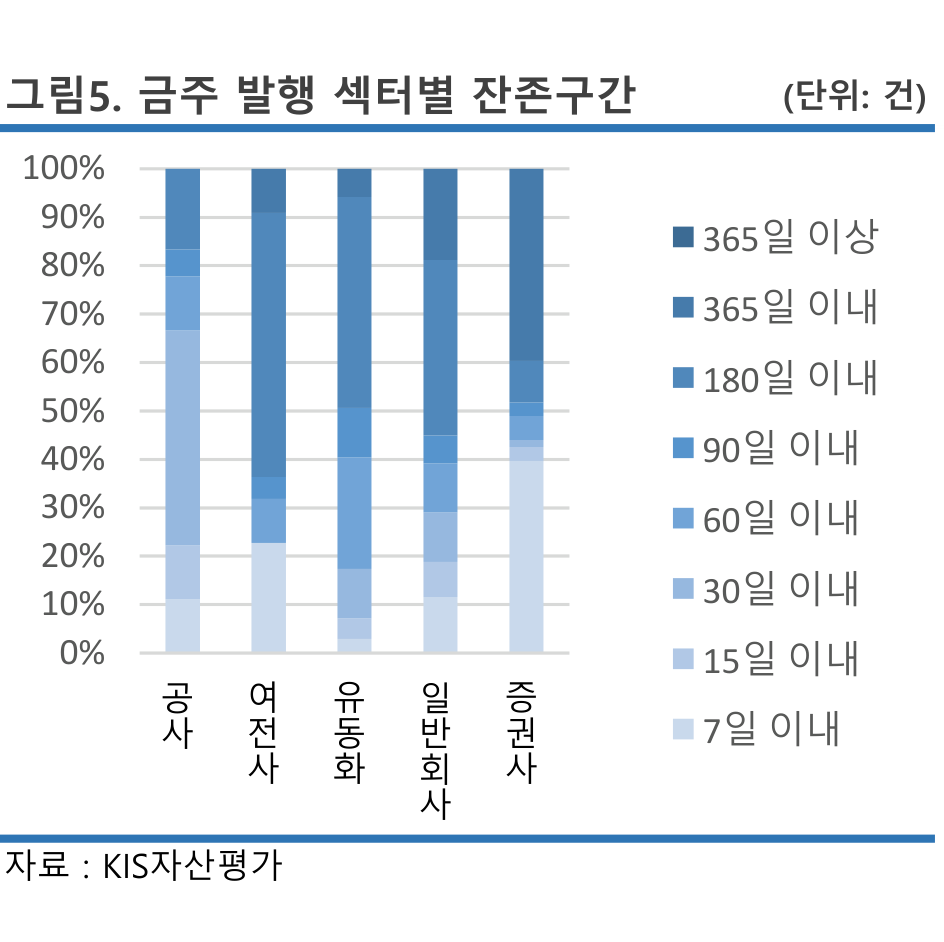 그림5. 금주 발행 섹터별 잔존구간 (단위: 건)
100%
90%
80%
70%
60%
50%
40%
30%
20%
10%
0%
공사
여전사
유동화
일반회사
증권사
365일 이상
365일 이내
180일 이내
90일 이내
60일 이내
30일 이내
15일 이내
7일 이내
자료 : KIS자산평가